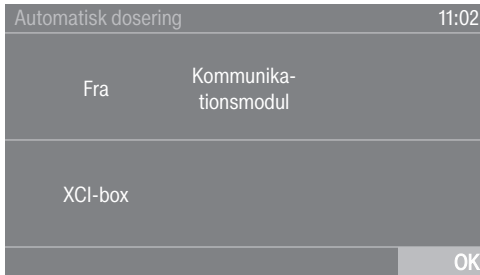 Automatisk dosering 11:02
Fra
Kommunika-
tionsmodul
XCI-box
OK